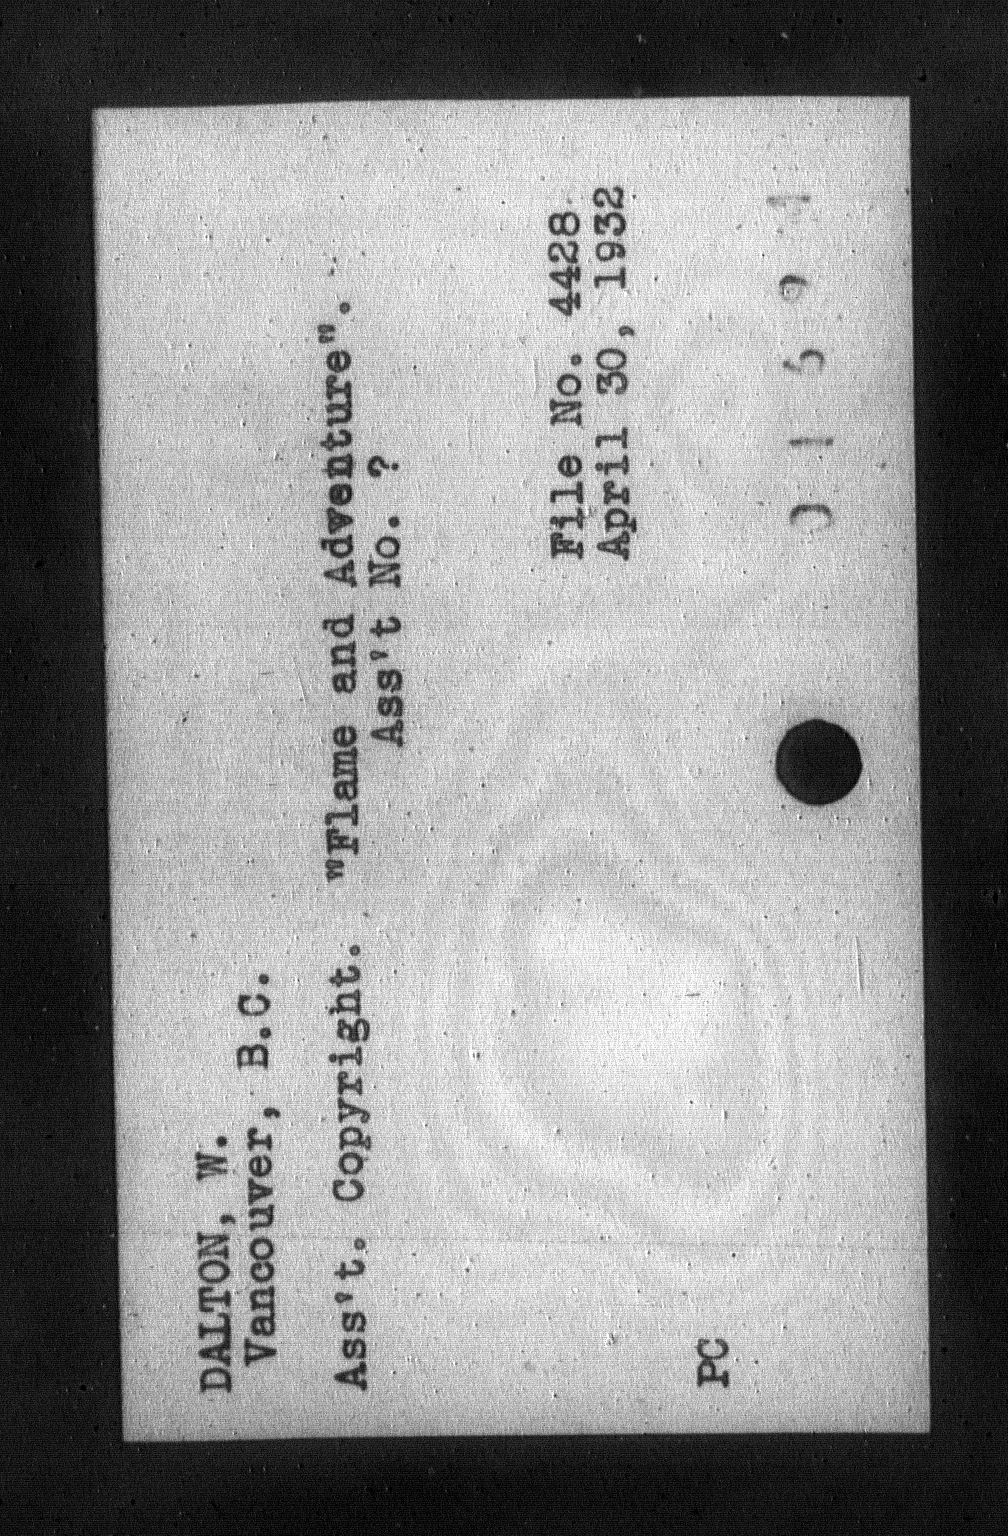 DALTON, W.
Vancouver, B.C.
Ass't. Copyright. "Flame and Adventure".
Ass't No. ?
File No. 4428
April 30, 1932
PC